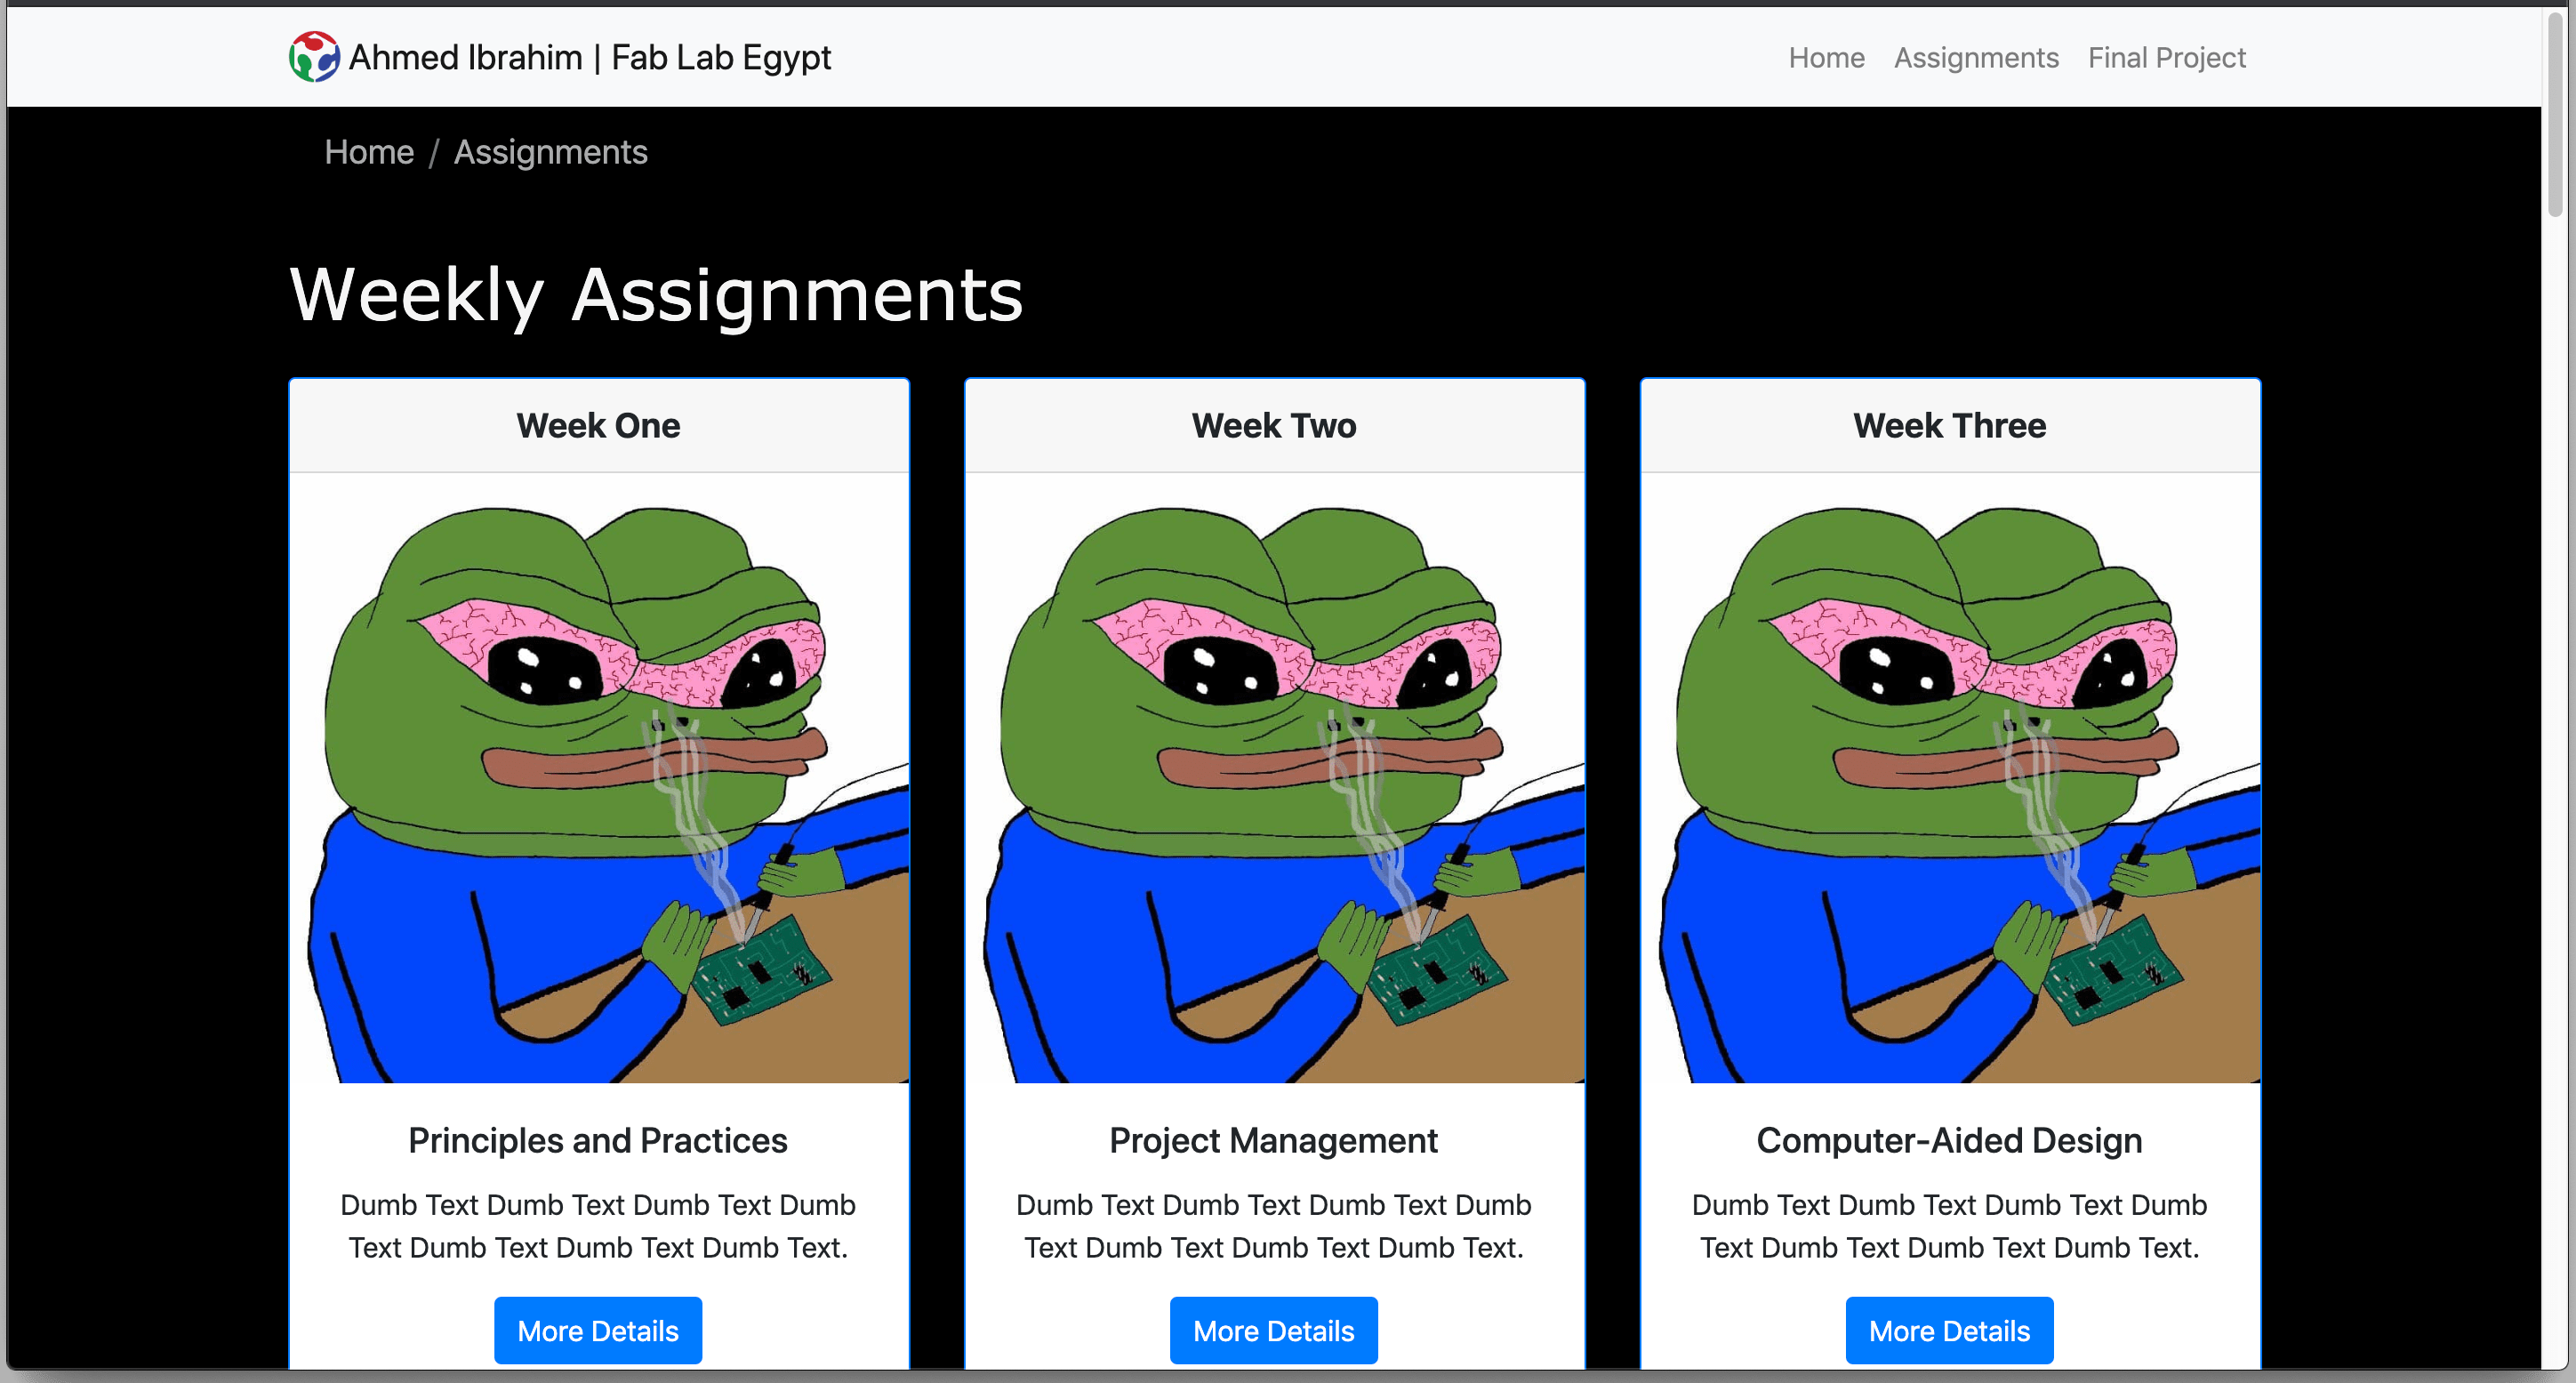 Ahmed Ibrahim | Fab Lab Egypt
Home Assignments Final Project
Home / Assignments
Weekly Assignments
Week One
Principles and Practices
Dumb Text Dumb Text Dumb Text Dumb
Text Dumb Text Dumb Text Dumb Text.
More Details
Week Two
Project Management
Dumb Text Dumb Text Dumb Text Dumb
Text Dumb Text Dumb Text Dumb Text.
More Details
Week Three
Computer-Aided Design
Dumb Text Dumb Text Dumb Text Dumb
Text Dumb Text Dumb Text Dumb Text.
More Details